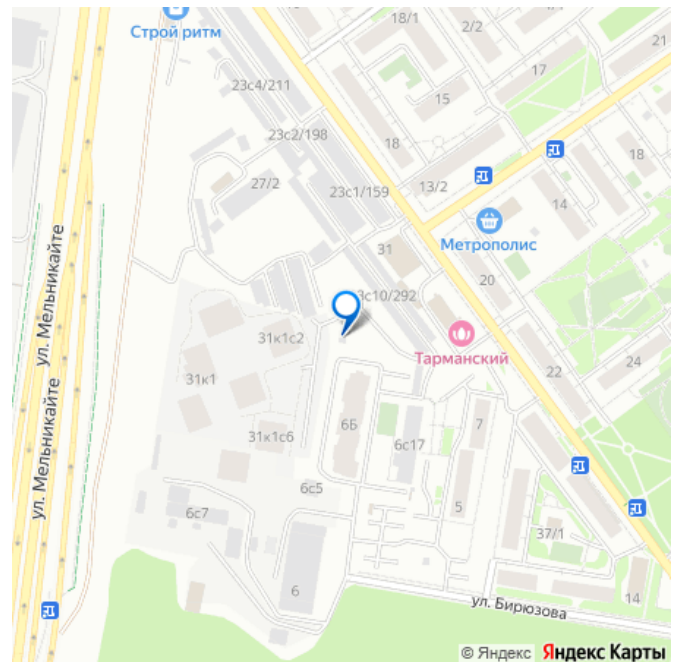 18/1
2/2
21
Строй ритм
17
23с4/211
15
23с2/198
18
18
27/2
13/2
23с1/159
14
Метрополис
31
20
3с10/292
ул. Мельникайте
ул. Мельникайте
31к1с2
Тарманский
24
22
31к1
6Б
7
31к1с6
6с17
6с5
5
6с7
37/1
6
14
ул. Бирюзова
© Яндекс Яндекс Карты